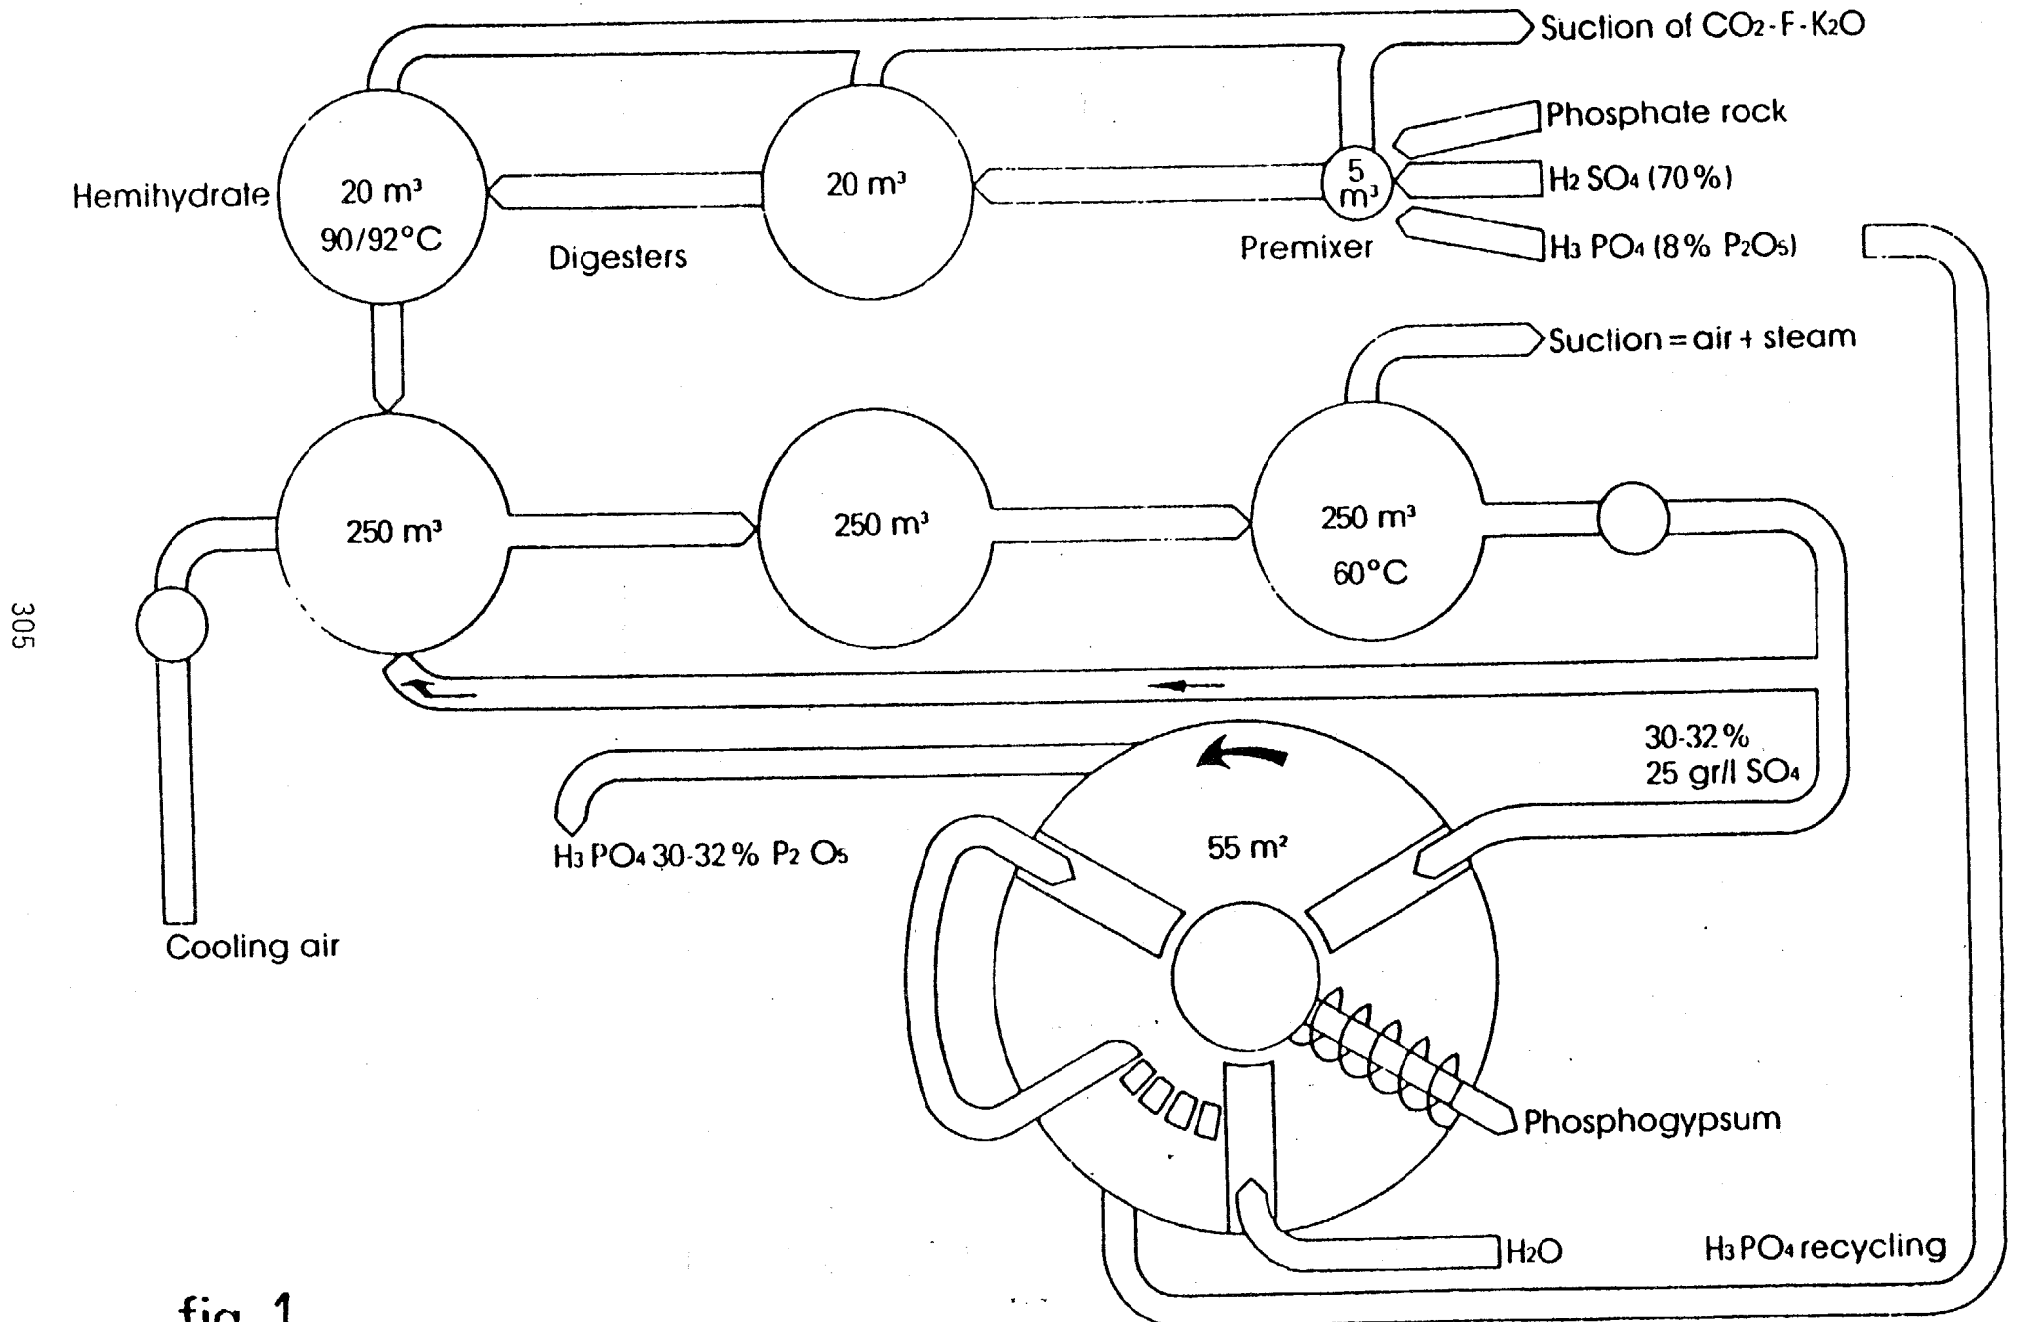 Suction of CO₂-F-K₂O
Phosphate rock
H₂ SO₄ (70%)
H₃ PO₄ (8% P₂O₅)
5
m³
Premixer
20 m³
Digesters
Hemihydrate
20 m³
90/92°C
Suction = air + steam
250 m³
250 m³
250 m³
60°C
305
30-32%
25 gr/l SO₄
55 m²
H₃ PO₄ 30-32% P₂ O₅
Cooling air
Phosphogypsum
H₂O
H₃ PO₄ recycling
fig. 1